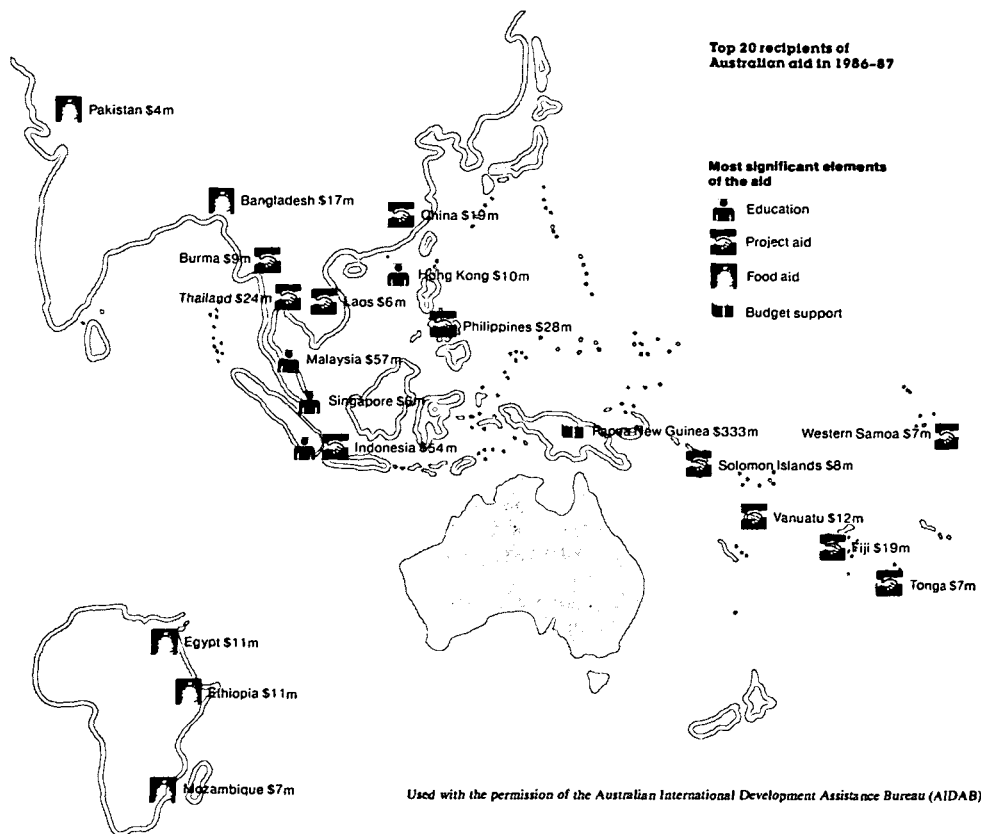 Top 20 recipients of
Australian aid in 1986–87
Pakistan $4m
Most significant elements
of the aid
Education
Project aid
Food aid
Budget support
Bangladesh $17m
China $19m
Burma $9m
Hong Kong $10m
Thailand $24m
Laos $6m
Philippines $28m
Malaysia $57m
Singapore $6m
Indonesia $54m
Papua New Guinea $333m
Western Samoa $7m
Solomon Islands $8m
Vanuatu $12m
Fiji $19m
Tonga $7m
Egypt $11m
Ethiopia $11m
Mozambique $7m
Used with the permission of the Australian International Development Assistance Bureau (AIDAB)